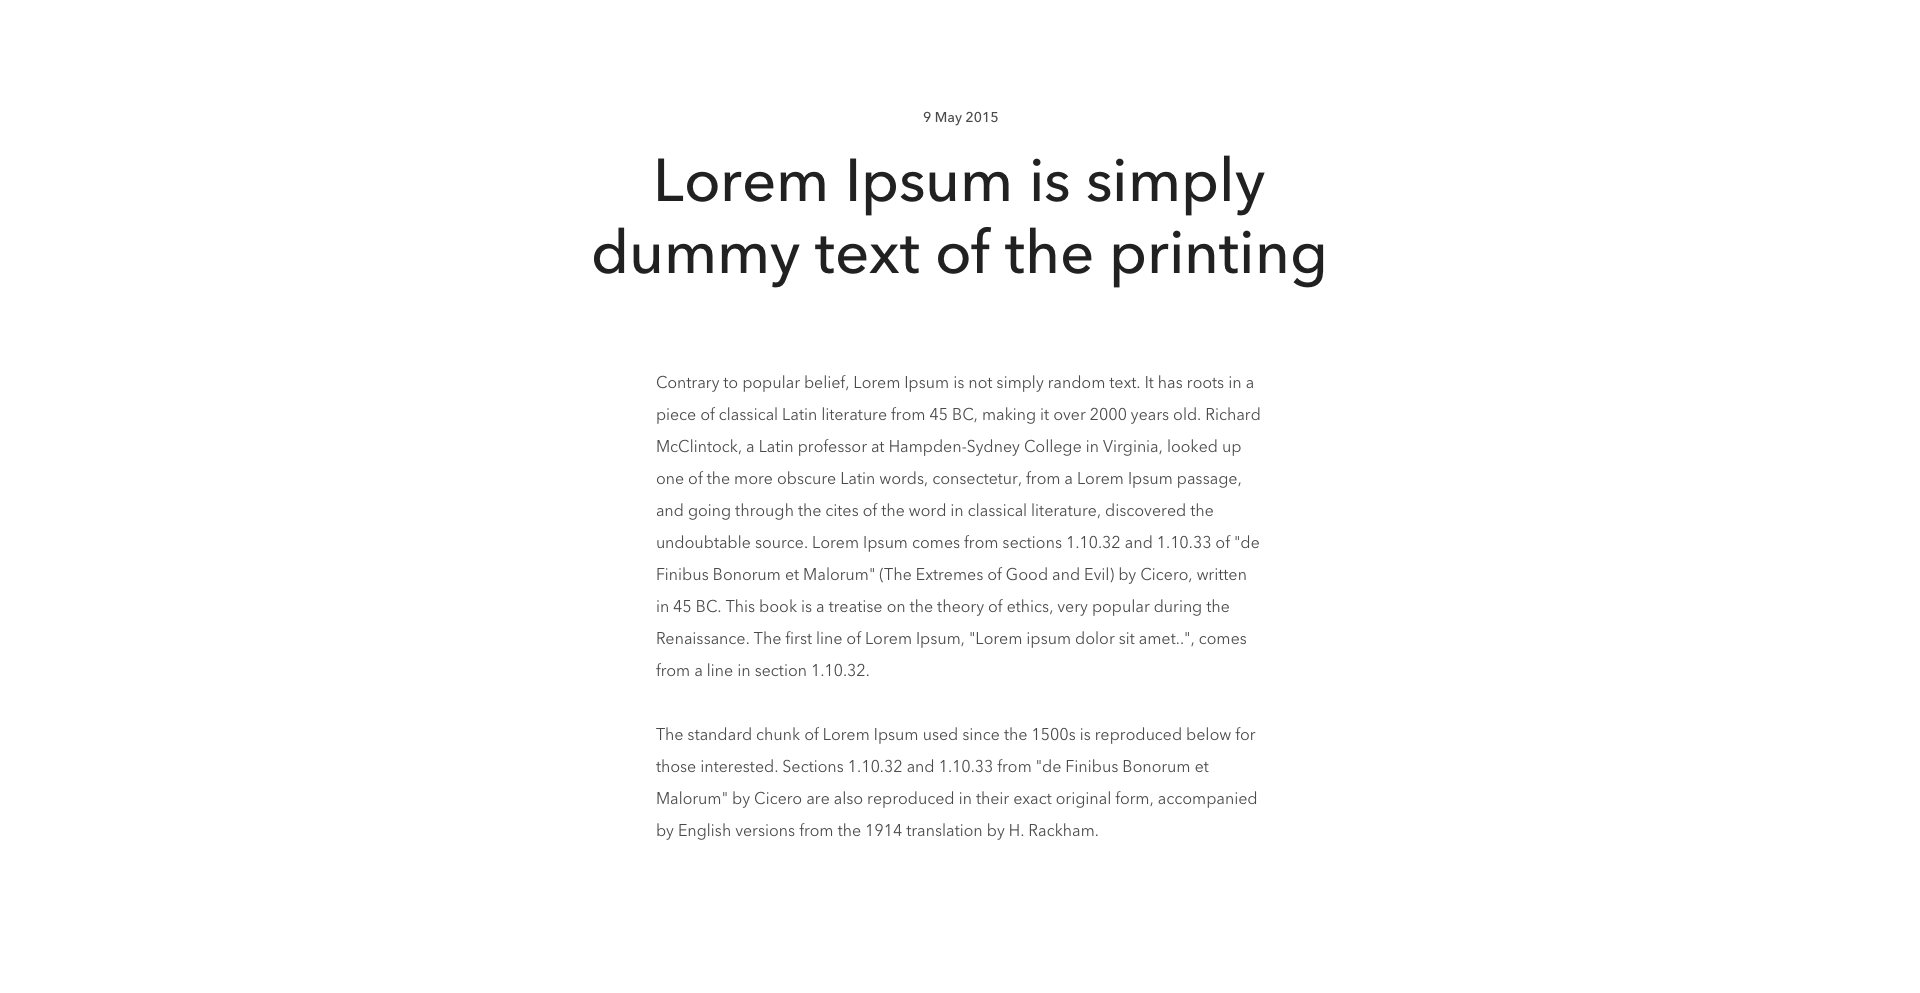 9 May 2015
Lorem Ipsum is simply
dummy text of the printing
Contrary to popular belief, Lorem Ipsum is not simply random text. It has roots in a
piece of classical Latin literature from 45 BC, making it over 2000 years old. Richard
McClintock, a Latin professor at Hampden-Sydney College in Virginia, looked up
one of the more obscure Latin words, consectetur, from a Lorem Ipsum passage,
and going through the cites of the word in classical literature, discovered the
undoubtable source. Lorem Ipsum comes from sections 1.10.32 and 1.10.33 of "de
Finibus Bonorum et Malorum" (The Extremes of Good and Evil) by Cicero, written
in 45 BC. This book is a treatise on the theory of ethics, very popular during the
Renaissance. The first line of Lorem Ipsum, "Lorem ipsum dolor sit amet..", comes
from a line in section 1.10.32.
The standard chunk of Lorem Ipsum used since the 1500s is reproduced below for
those interested. Sections 1.10.32 and 1.10.33 from "de Finibus Bonorum et
Malorum" by Cicero are also reproduced in their exact original form, accompanied
by English versions from the 1914 translation by H. Rackham.